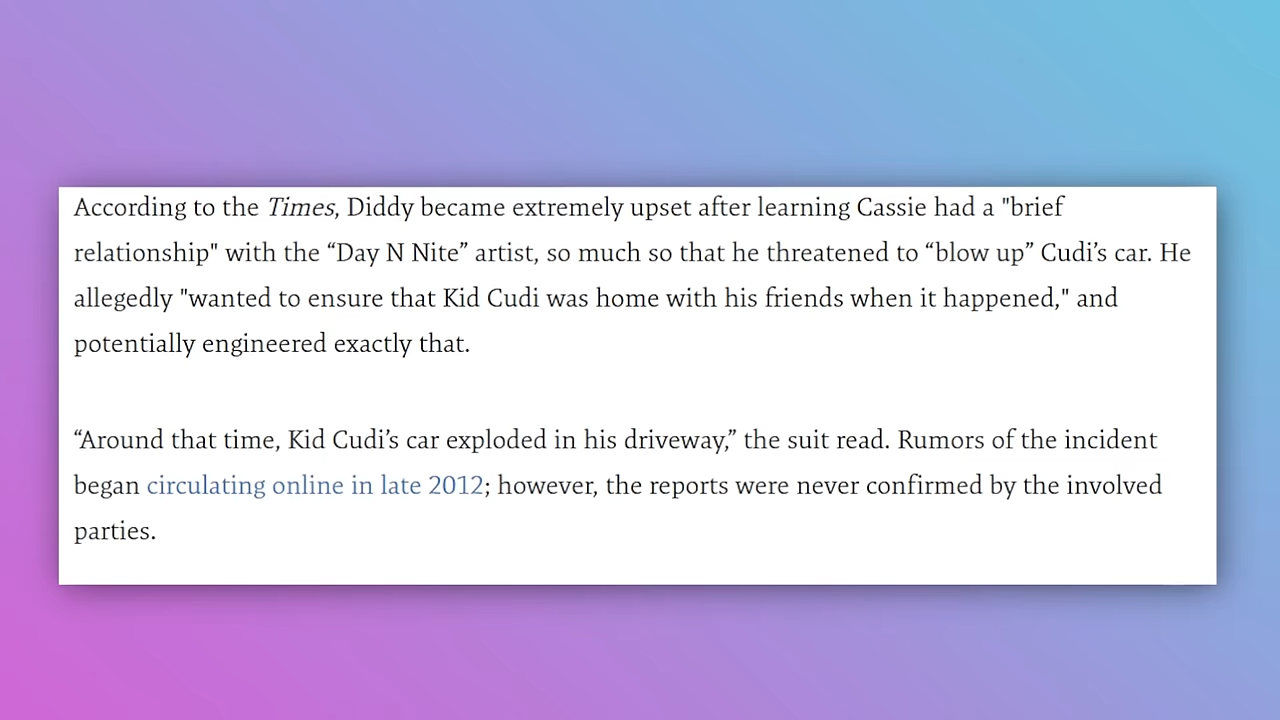 According to the Times, Diddy became extremely upset after learning Cassie had a "brief
relationship" with the “Day N Nite” artist, so much so that he threatened to “blow up” Cudi’s car. He
allegedly "wanted to ensure that Kid Cudi was home with his friends when it happened," and
potentially engineered exactly that.
“Around that time, Kid Cudi’s car exploded in his driveway,” the suit read. Rumors of the incident
began circulating online in late 2012; however, the reports were never confirmed by the involved
parties.